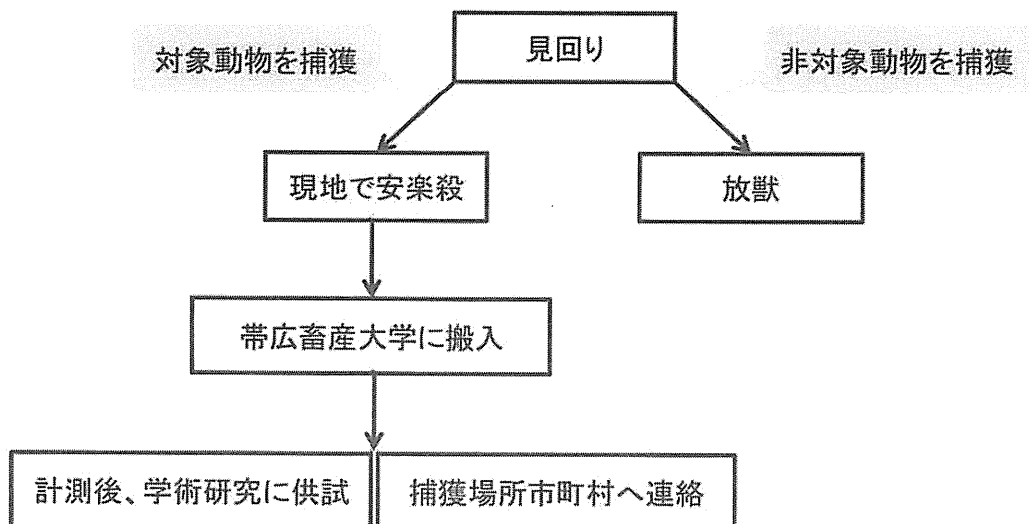 見回り
対象動物を捕獲
非対象動物を捕獲
現地で安楽殺
放獣
帯広畜産大学に搬入
計測後、学術研究に供試
捕獲場所市町村へ連絡